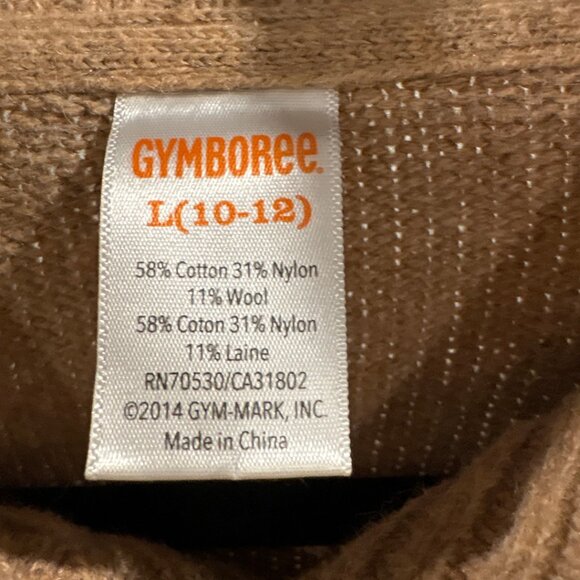 GYMBOREE.
L(10-12)
58% Cotton 31% Nylon
11% Wool
58% Coton 31% Nylon
11% Laine
RN70530/CA31802
©2014 GYM-MARK, INC.
Made in China